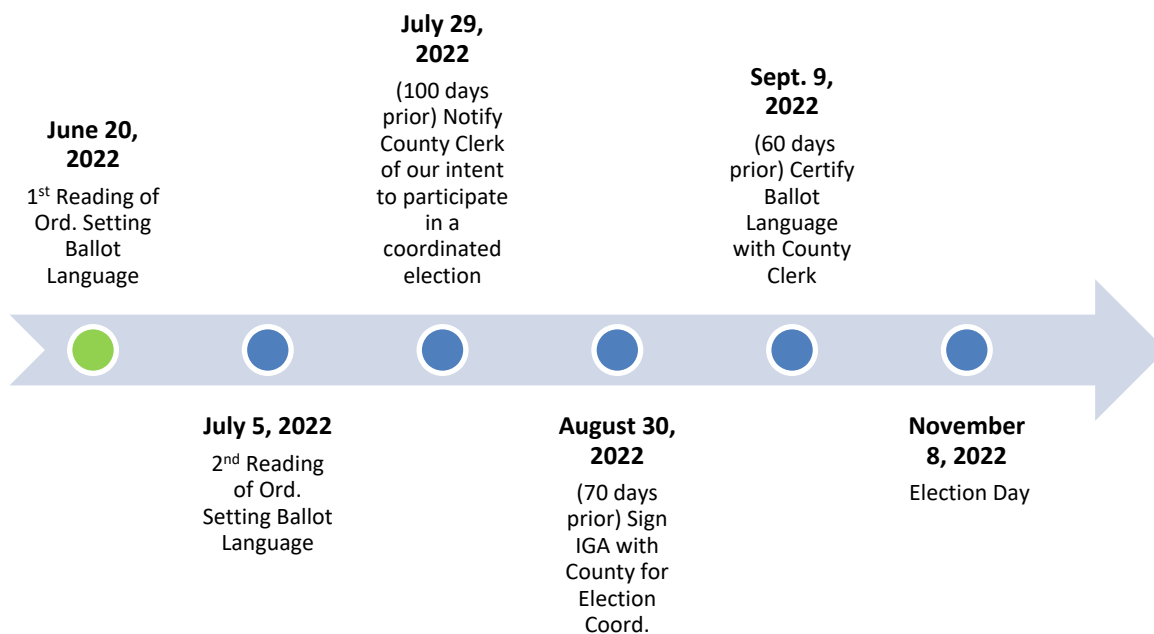 June 20,
2022
1st Reading of
Ord. Setting
Ballot
Language
July 5, 2022
2nd Reading
of Ord.
Setting Ballot
Language
July 29,
2022
(100 days
prior) Notify
County Clerk
of our intent
to participate
in a
coordinated
election
August 30,
2022
(70 days
prior) Sign
IGA with
County for
Election
Coord.
Sept. 9,
2022
(60 days
prior) Certify
Ballot
Language
with County
Clerk
November
8, 2022
Election Day